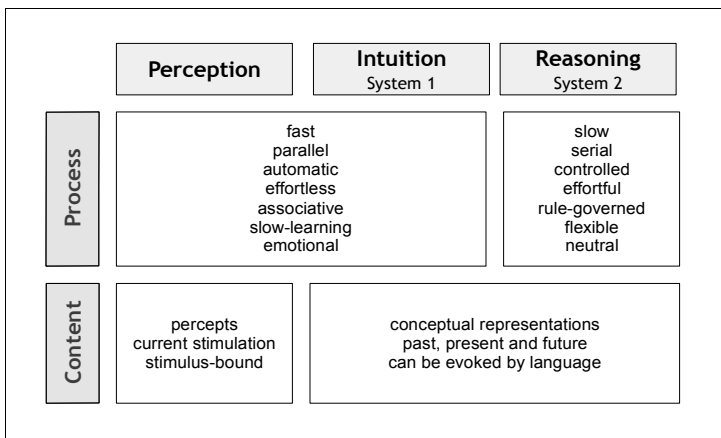 Perception
Intuition
System 1
Reasoning
System 2
Process
fast
parallel
automatic
effortless
associative
slow-learning
emotional
slow
serial
controlled
effortful
rule-governed
flexible
neutral
Content
percepts
current stimulation
stimulus-bound
conceptual representations
past, present and future
can be evoked by language